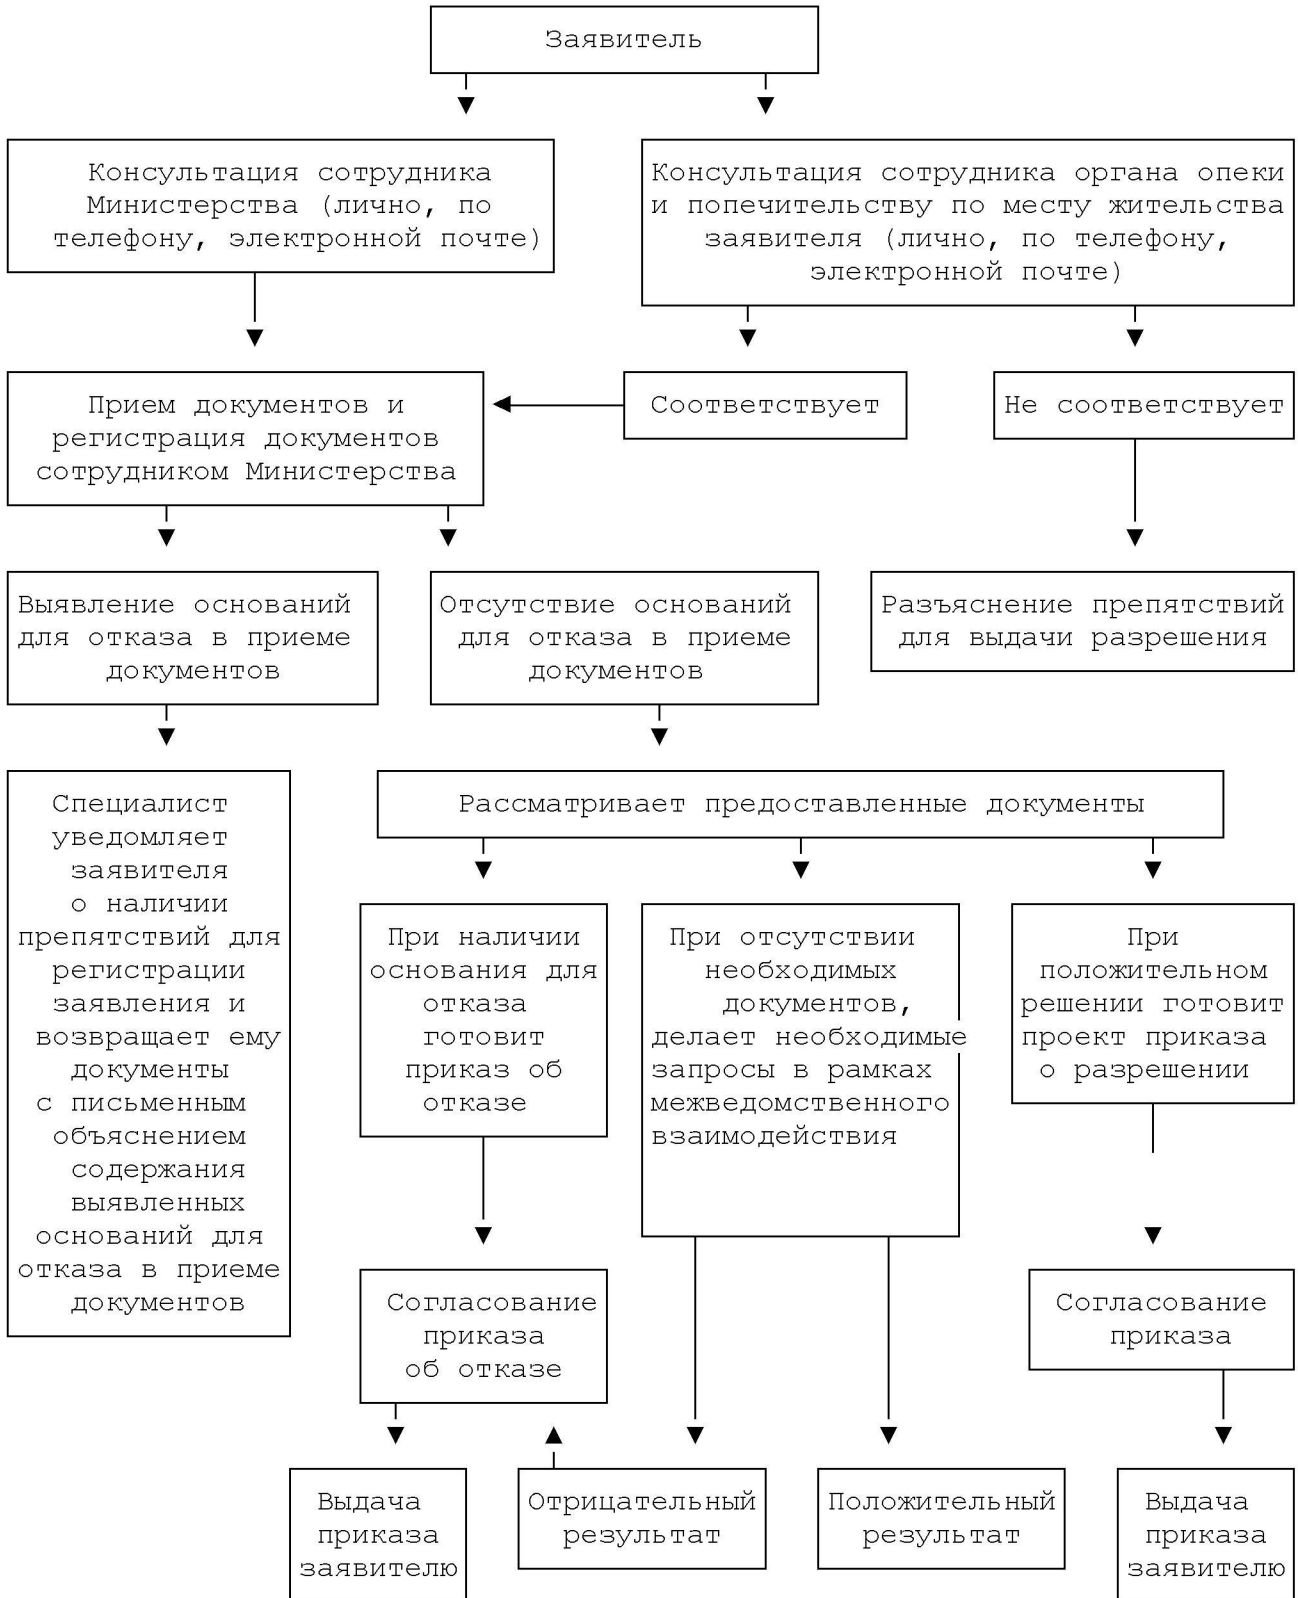 Заявитель
Консультация сотрудника
Министерства (лично, по
телефону, электронной почте)
Консультация сотрудника органа опеки
и попечительству по месту жительства
заявителя (лично, по телефону,
электронной почте)
Прием документов и
регистрация документов
сотрудником Министерства
Соответствует
Не соответствует
Выявление оснований
для отказа в приеме
документов
Отсутствие оснований
для отказа в приеме
документов
Разъяснение препятствий
для выдачи разрешения
Специалист
уведомляет
заявителя
о наличии
препятствий для
регистрации
заявления и
возвращает ему
документы
с письменным
объяснением
содержания
выявленных
оснований для
отказа в приеме
документов
Рассматривает предоставленные документы
При наличии
основания для
отказа
готовит
приказ об
отказе
При отсутствии
необходимых
документов,
делает необходимые
запросы в рамках
межведомственного
взаимодействия
При
положительном
решении готовит
проект приказа
о разрешении
Согласование
приказа
об отказе
Согласование
приказа
Выдача
приказа
заявителю
Отрицательный
результат
Положительный
результат
Выдача
приказа
заявителю